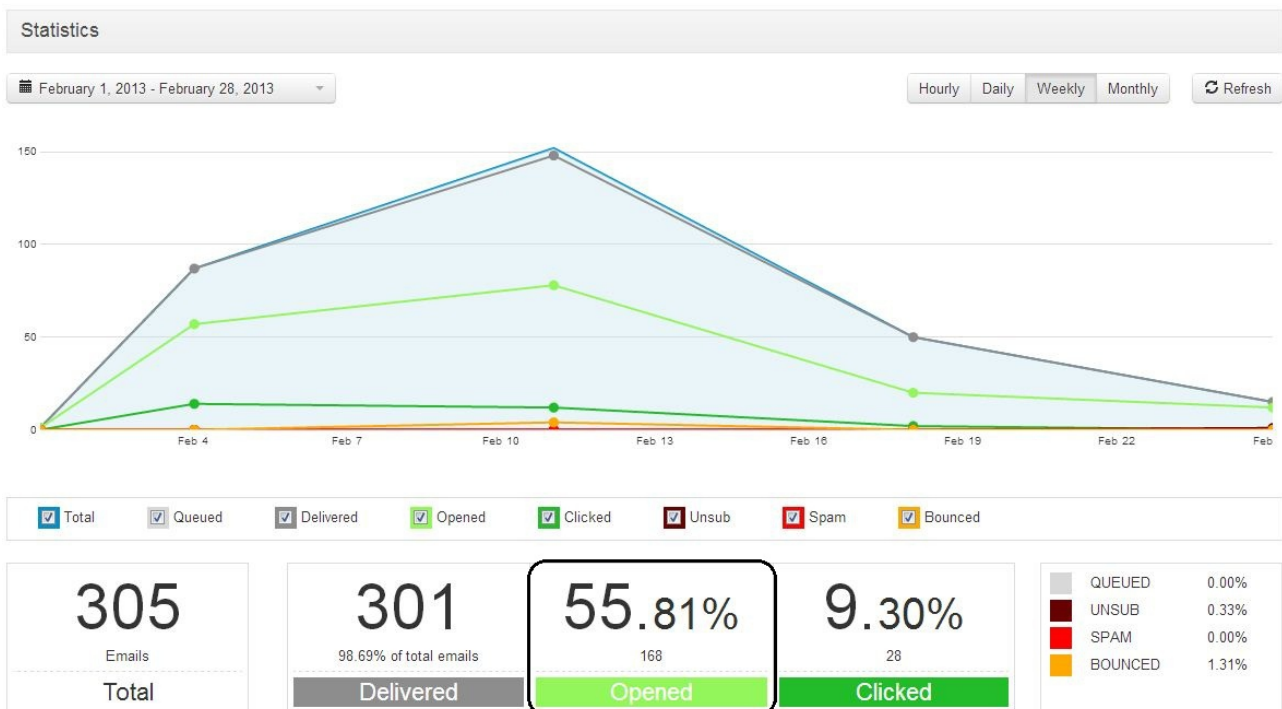 Statistics
February 1, 2013 - February 28, 2013
Hourly Daily Weekly Monthly Refresh
150
100
50
0
Feb 4 Feb 7 Feb 10 Feb 13 Feb 16 Feb 19 Feb 22 Feb
Total Queued Delivered Opened Clicked Unsub Spam Bounced
305
Emails
Total
301
98.69% of total emails
Delivered
55.81%
168
Opened
9.30%
28
Clicked
QUEUED 0.00%
UNSUB 0.33%
SPAM 0.00%
BOUNCED 1.31%